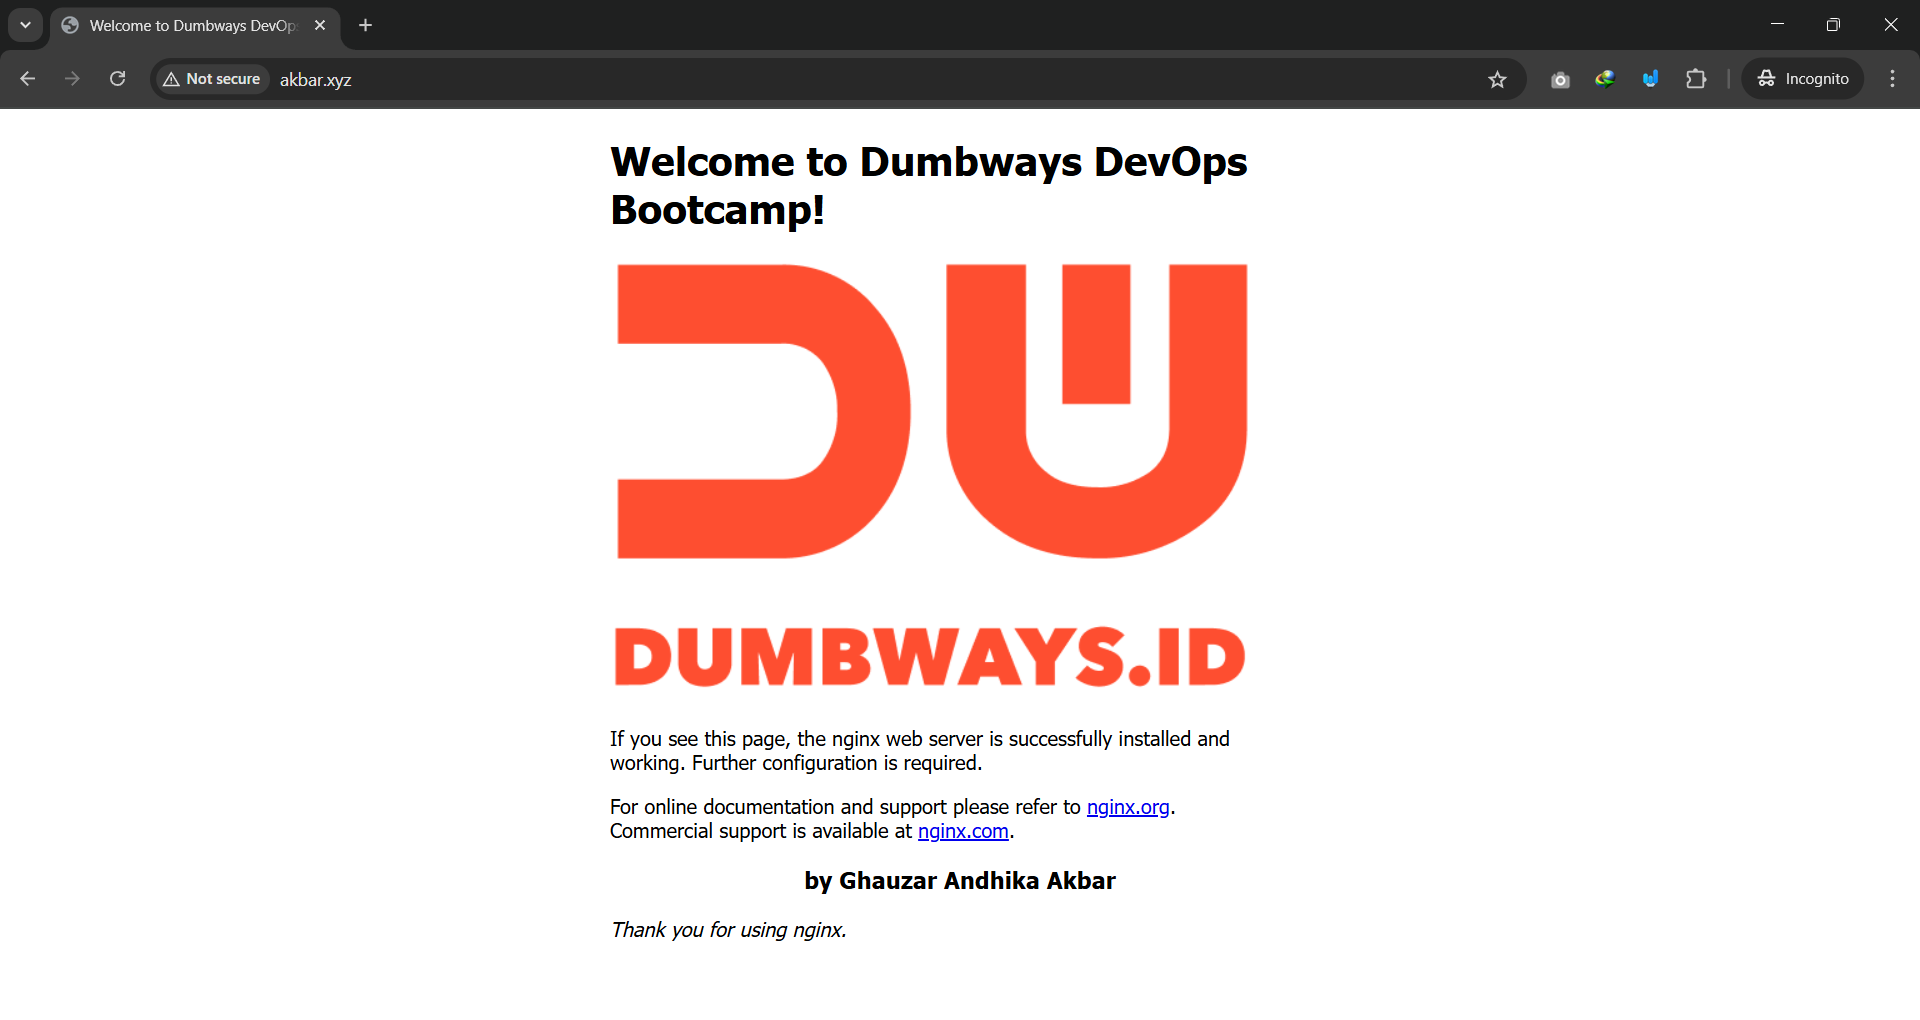 Welcome to Dumbways DevOps
Not secure
akbar.xyz
Incognito
Welcome to Dumbways DevOps
Bootcamp!
DUMBWAYS.ID
If you see this page, the nginx web server is successfully installed and
working. Further configuration is required.
For online documentation and support please refer to nginx.org.
Commercial support is available at nginx.com.
by Ghauzar Andhika Akbar
Thank you for using nginx.